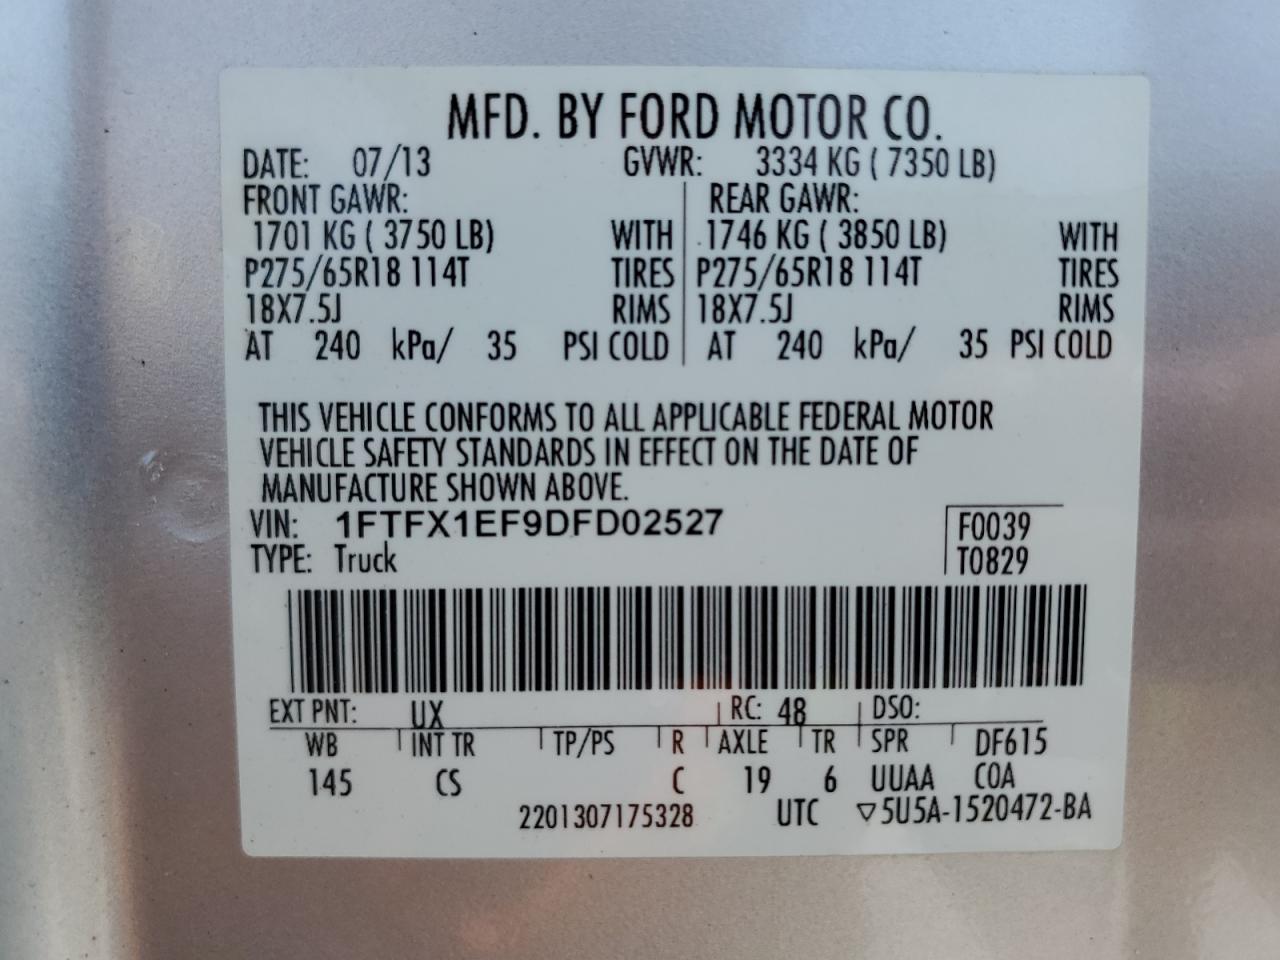 MFD. BY FORD MOTOR CO.
DATE: 07/13 GVWR: 3334 KG ( 7350 LB)
FRONT GAWR: REAR GAWR:
1701 KG ( 3750 LB) WITH 1746 KG ( 3850 LB) WITH
P275/65R18 114T TIRES P275/65R18 114T TIRES
18X7.5J RIMS 18X7.5J RIMS
AT 240 kPa/ 35 PSI COLD AT 240 kPa/ 35 PSI COLD
THIS VEHICLE CONFORMS TO ALL APPLICABLE FEDERAL MOTOR
VEHICLE SAFETY STANDARDS IN EFFECT ON THE DATE OF
MANUFACTURE SHOWN ABOVE.
VIN: 1FTFX1EF9DFD02527 F0039
TYPE: Truck T0829
EXT PNT: UX RC: 48 DSO:
WB INT TR TP/PS R AXLE TR SPR DF615
145 CS C 19 6 UUAA COA
2201307175328 UTC ▽5U5A-1520472-BA